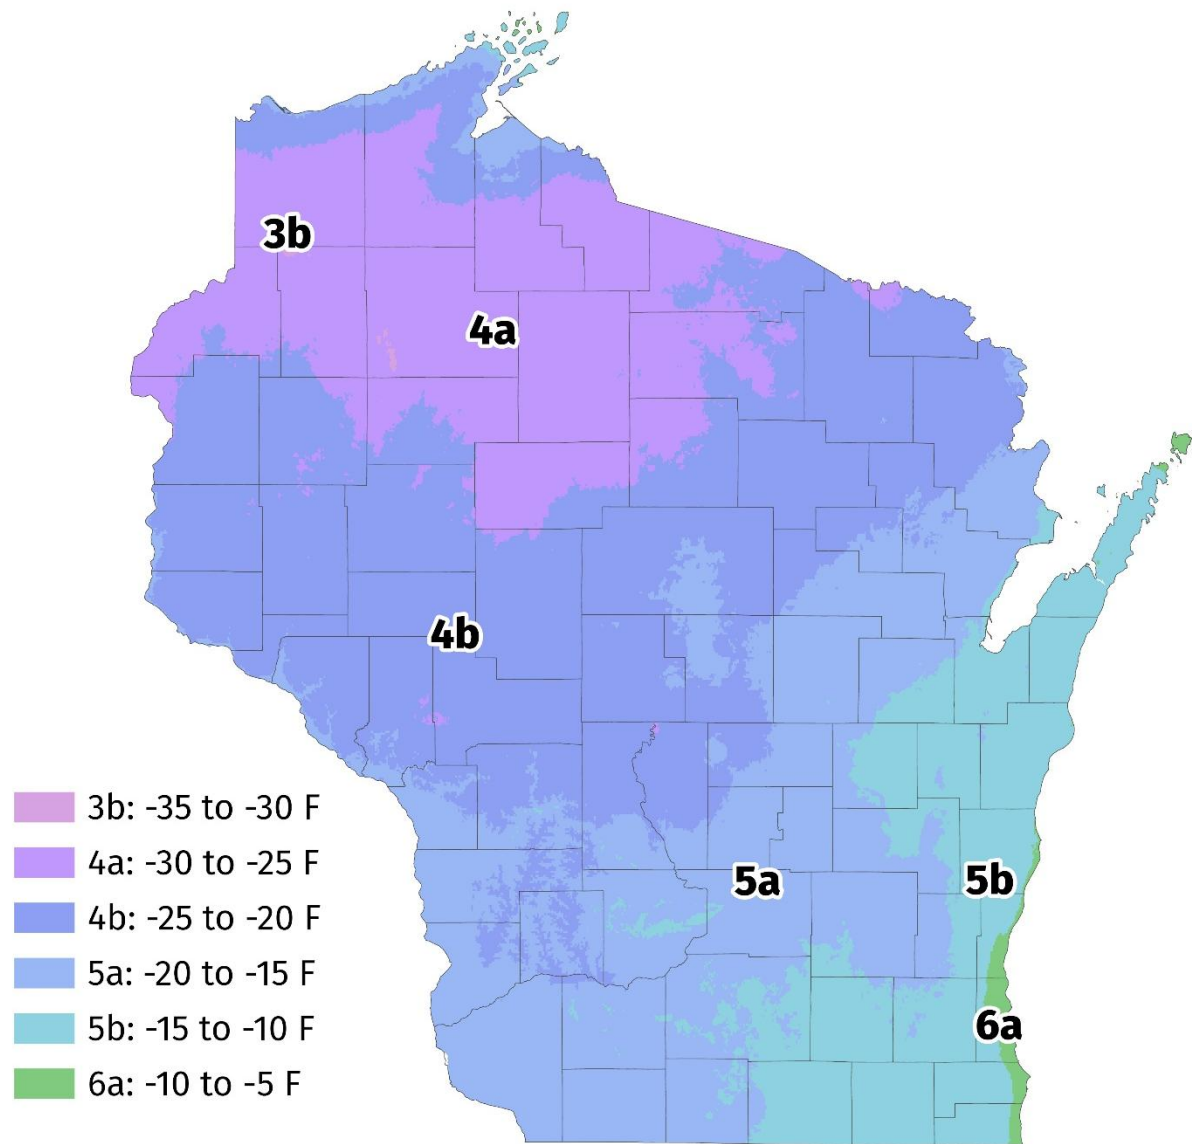 3b
4a
4b
5a
5b
6a
3b: -35 to -30 F
4a: -30 to -25 F
4b: -25 to -20 F
5a: -20 to -15 F
5b: -15 to -10 F
6a: -10 to -5 F